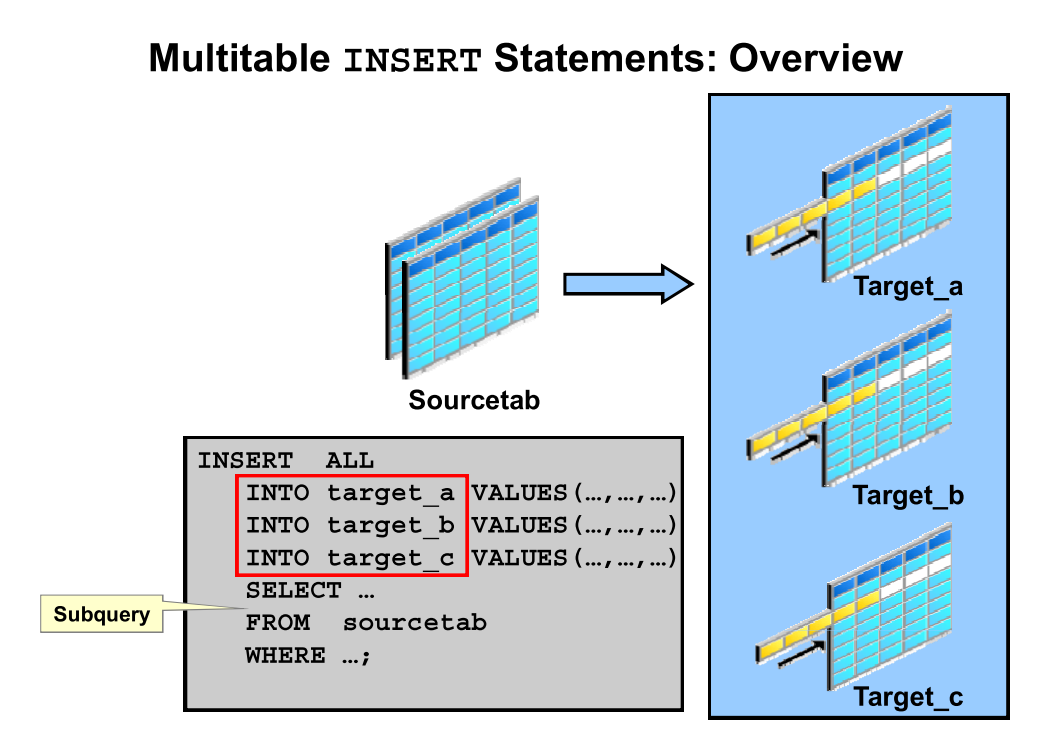 Multitable INSERT Statements: Overview
Target_a
Sourcetab
Target_b
Target_c
INSERT  ALL
INTO target_a VALUES(…,…,…)
INTO target_b VALUES(…,…,…)
INTO target_c VALUES(…,…,…)
SELECT …
FROM  sourcetab
WHERE …;
Subquery